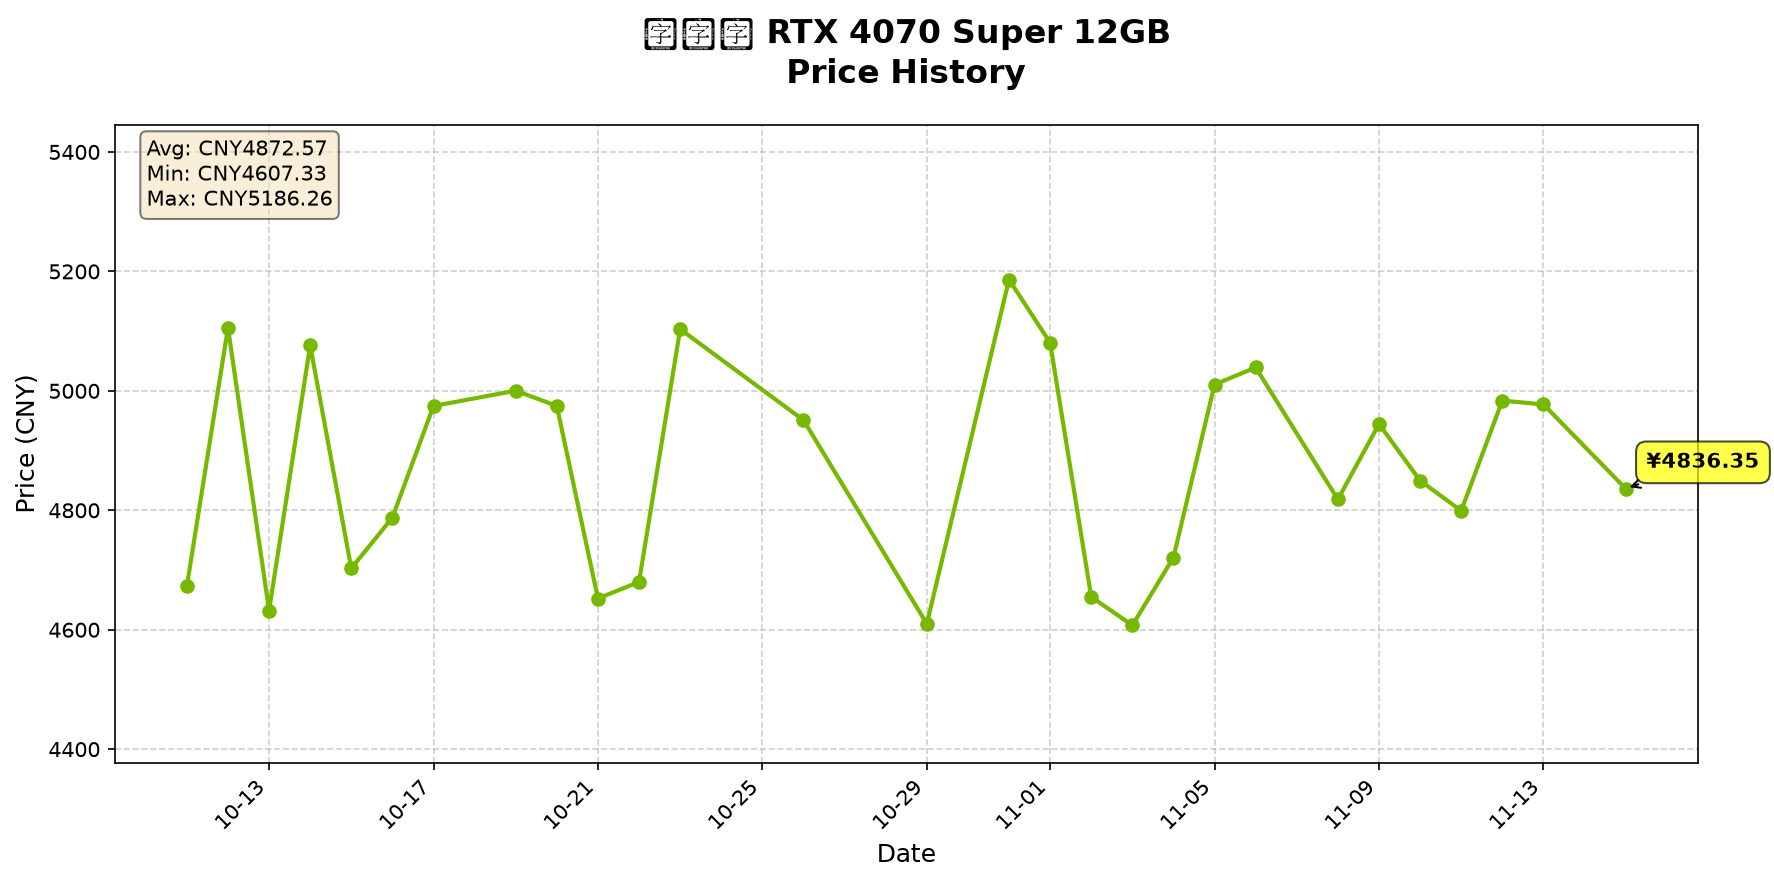 RTX 4070 Super 12GB
Price History
Avg: CNY4872.57
Min: CNY4607.33
Max: CNY5186.26
5400
5200
5000
4800
4600
4400
Price (CNY)
¥4836.35
10-13
10-17
10-21
10-25
10-29
11-01
11-05
11-09
11-13
Date